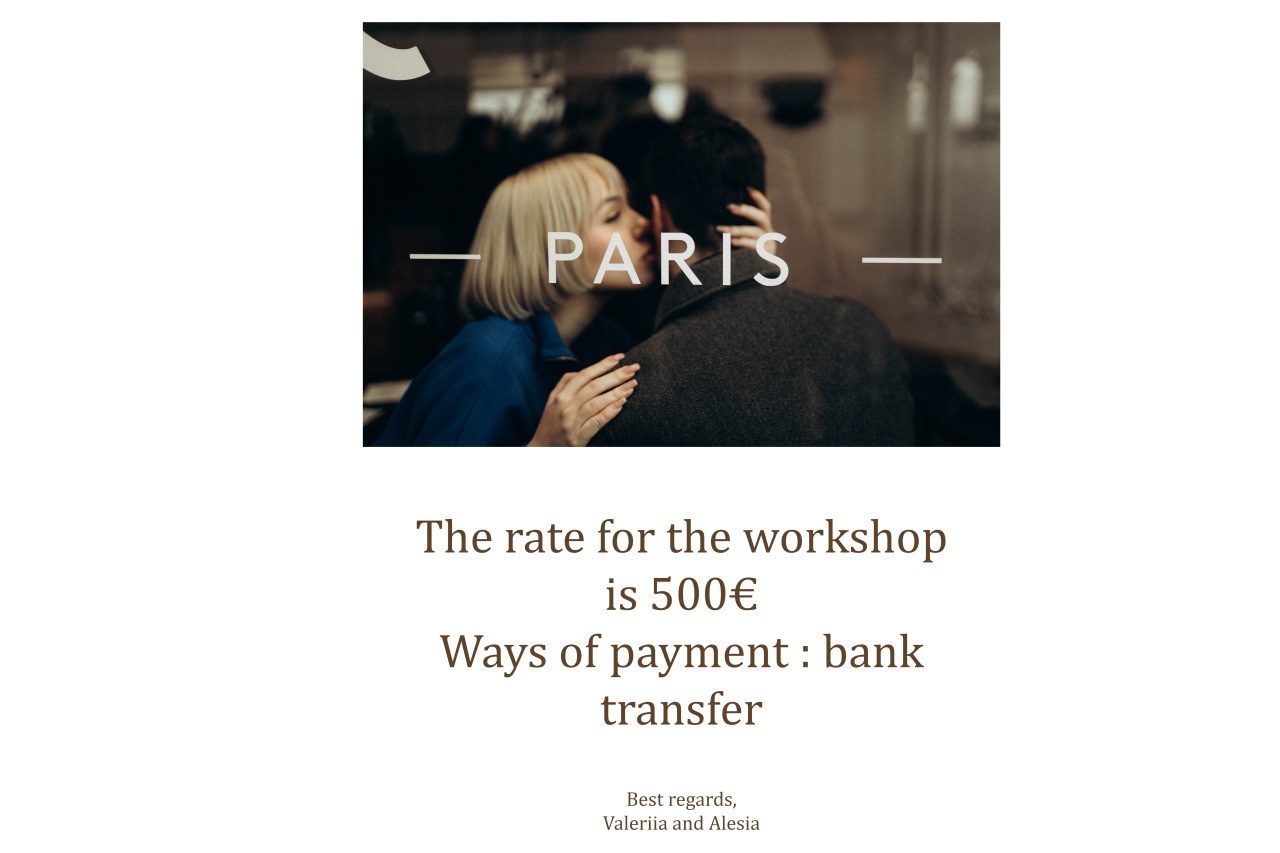 PARIS
The rate for the workshop
is 500€
Ways of payment : bank
transfer
Best regards,
Valeriia and Alesia